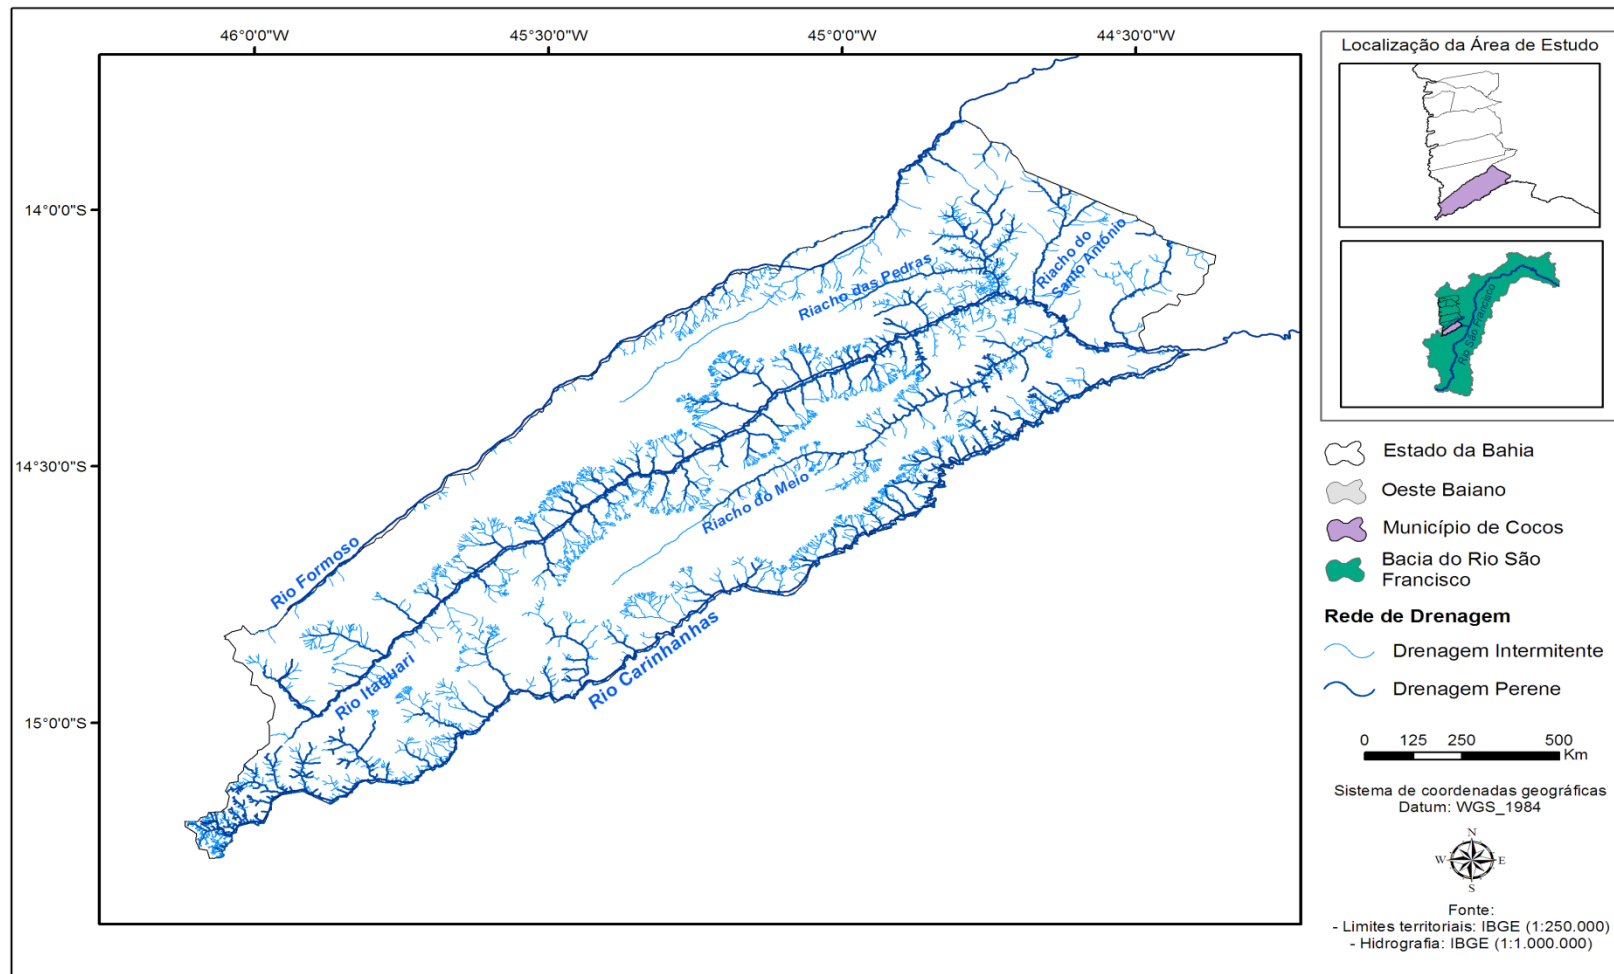 46°0'0"W
45°30'0"W
45°0'0"W
44°30'0"W
14°0'0"S
14°30'0"S
15°0'0"S
Riacho das Pedras
Riacho do
Santo Antônio
Riacho do Meio
Rio Formoso
Rio Itaguari
Rio Carinhanhas
Localização da Área de Estudo
Rio São Francisco
Estado da Bahia
Oeste Baiano
Município de Cocos
Bacia do Rio São
Francisco
Rede de Drenagem
Drenagem Intermitente
Drenagem Perene
0 125 250 500
Km
Sistema de coordenadas geográficas
Datum: WGS_1984
N
W E
S
Fonte:
- Limites territoriais: IBGE (1:250.000)
- Hidrografia: IBGE (1:1.000.000)